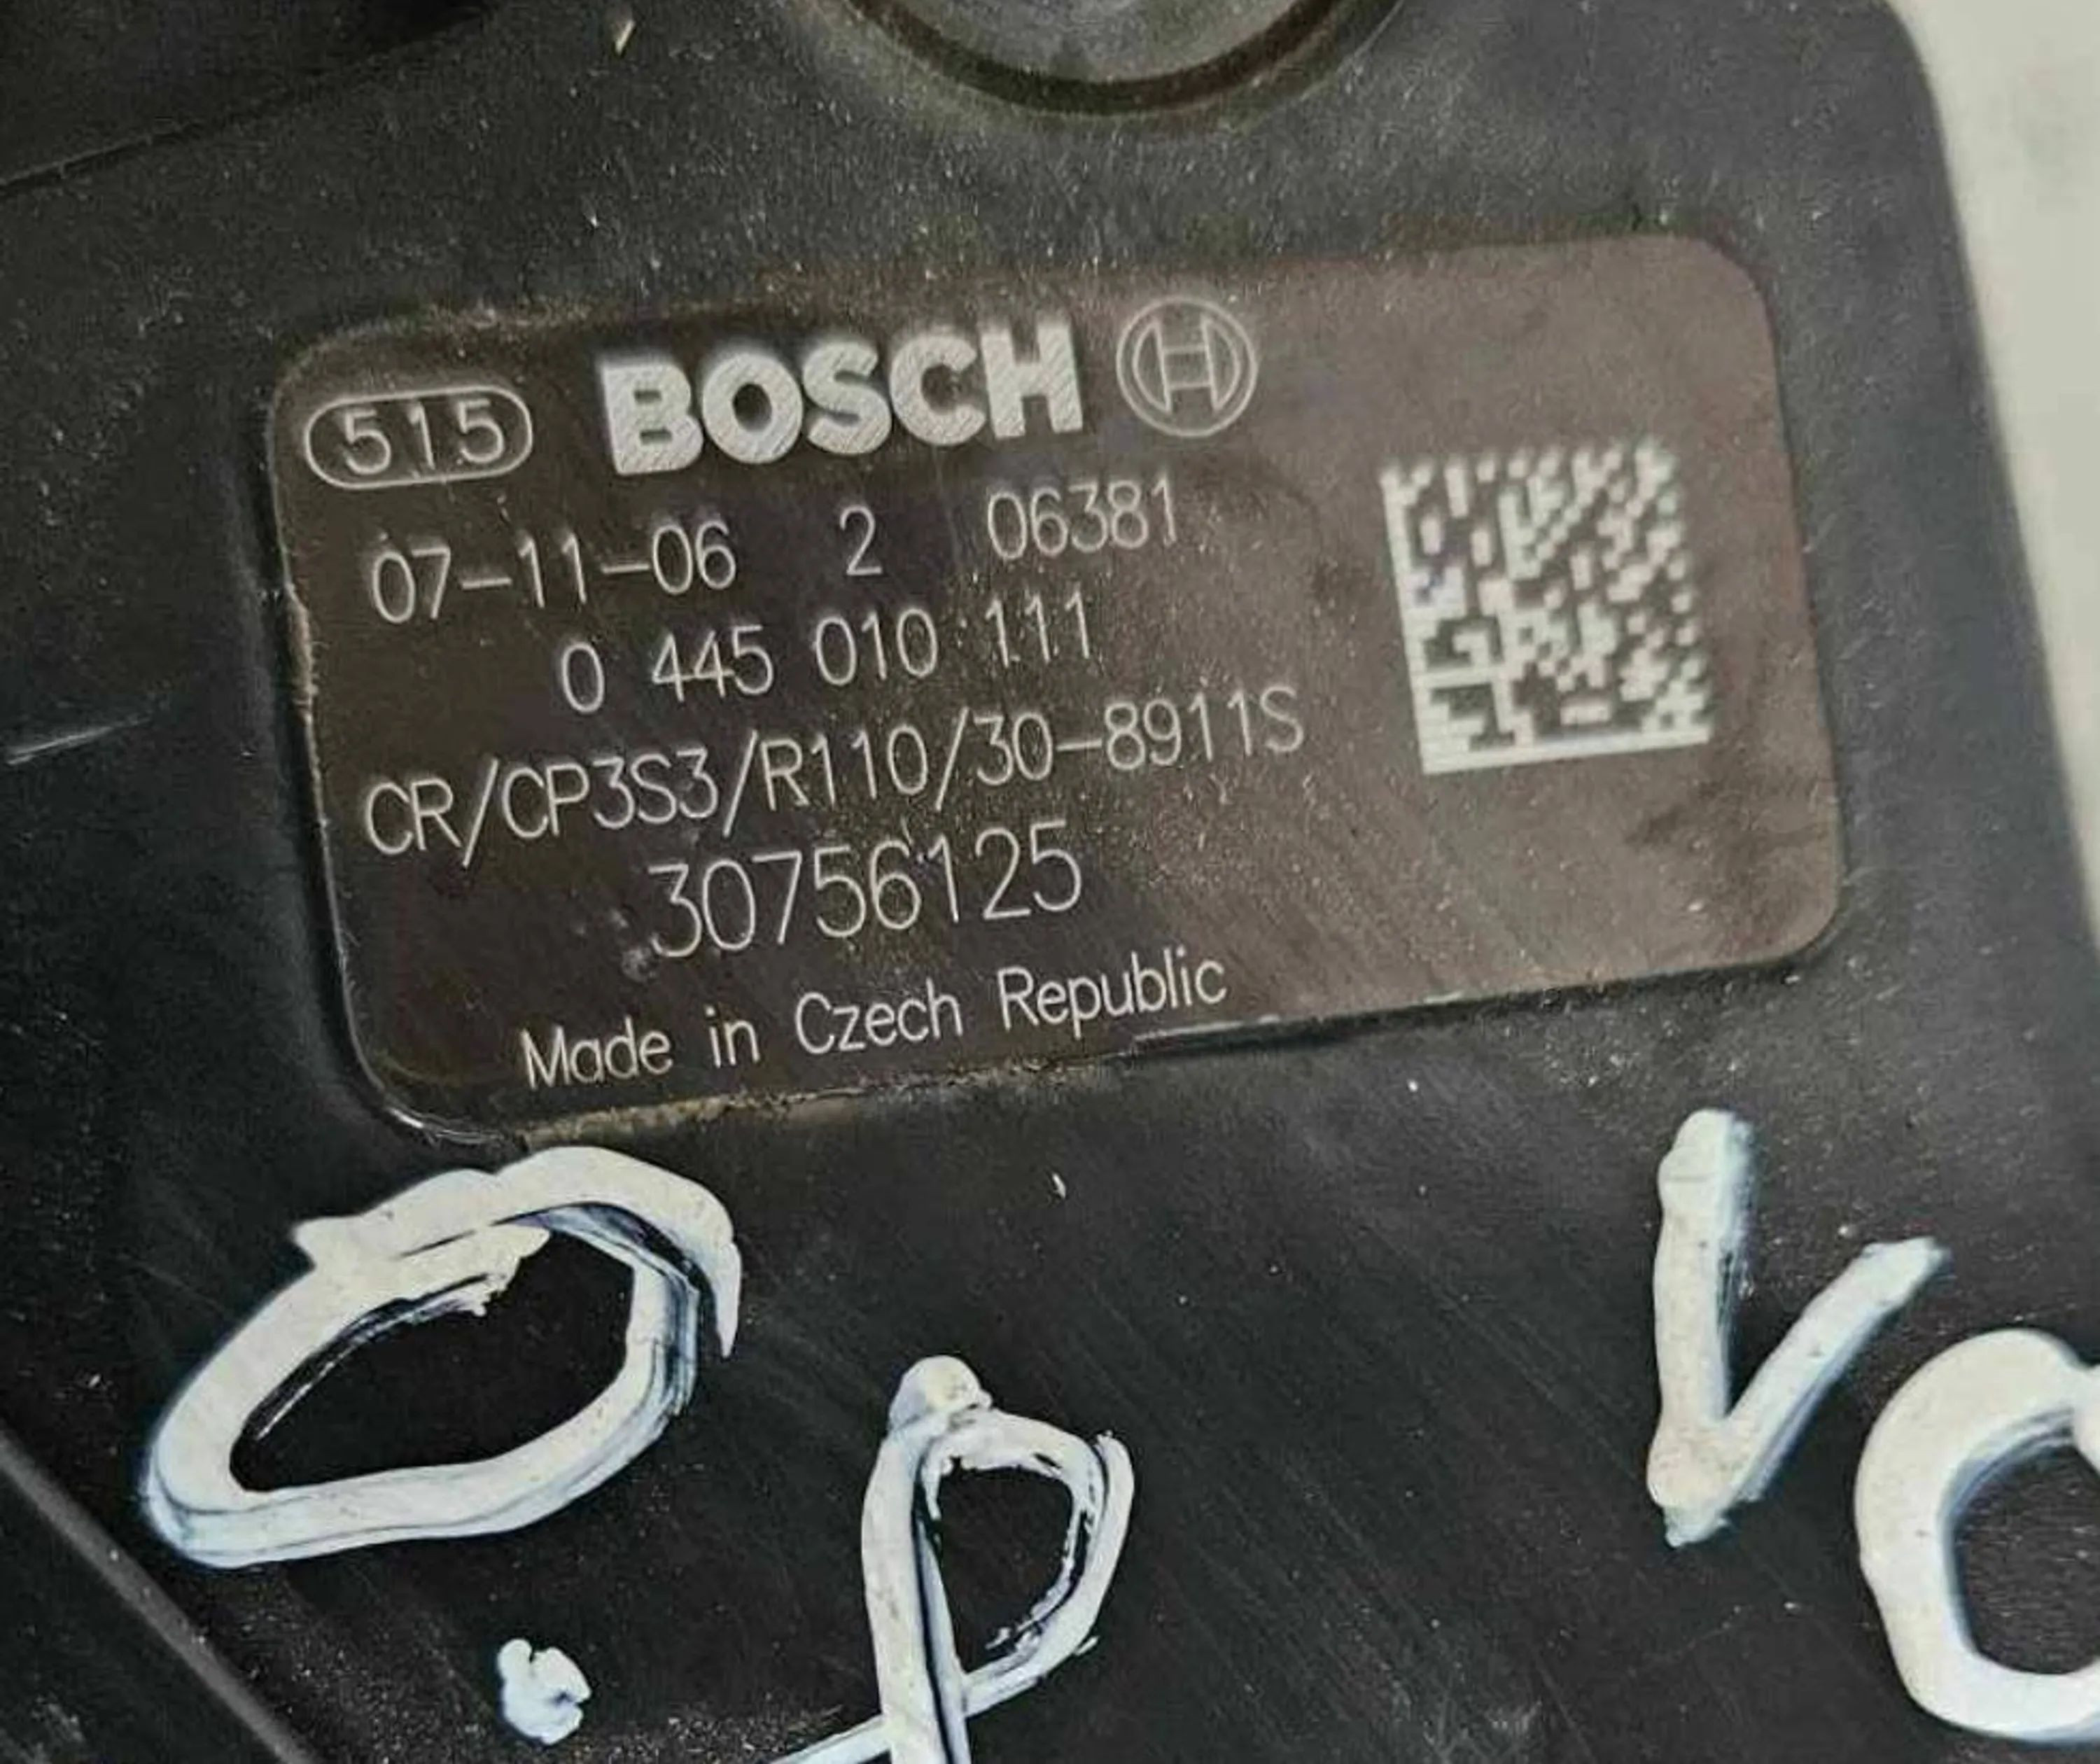 515 BOSCH
07-11-06 2 06381
0 445 010 111
CR/CP3S3/R110/30-8911S
30756125
Made in Czech Republic